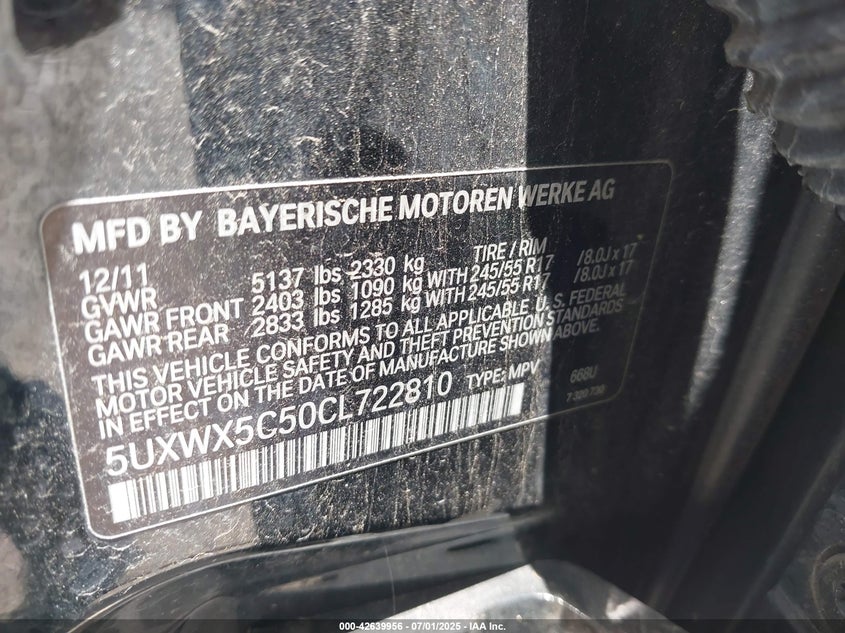 MFD BY BAYERISCHE MOTOREN WERKE AG
12/11 TIRE / RIM
GVWR 5137 lbs 2330 kg
GAWR FRONT 2403 lbs 1090 kg WITH 245/55 R17 /8.0J x 17
GAWR REAR 2833 lbs 1285 kg WITH 245/55 R17 /8.0J x 17
THIS VEHICLE CONFORMS TO ALL APPLICABLE U.S. FEDERAL
MOTOR VEHICLE SAFETY AND THEFT PREVENTION STANDARDS
IN EFFECT ON THE DATE OF MANUFACTURE SHOWN ABOVE.
5UXWX5C50CL722810 TYPE: MPV 668U
7 320 730
000-42639956 - 07/01/2025 - IAA Inc.